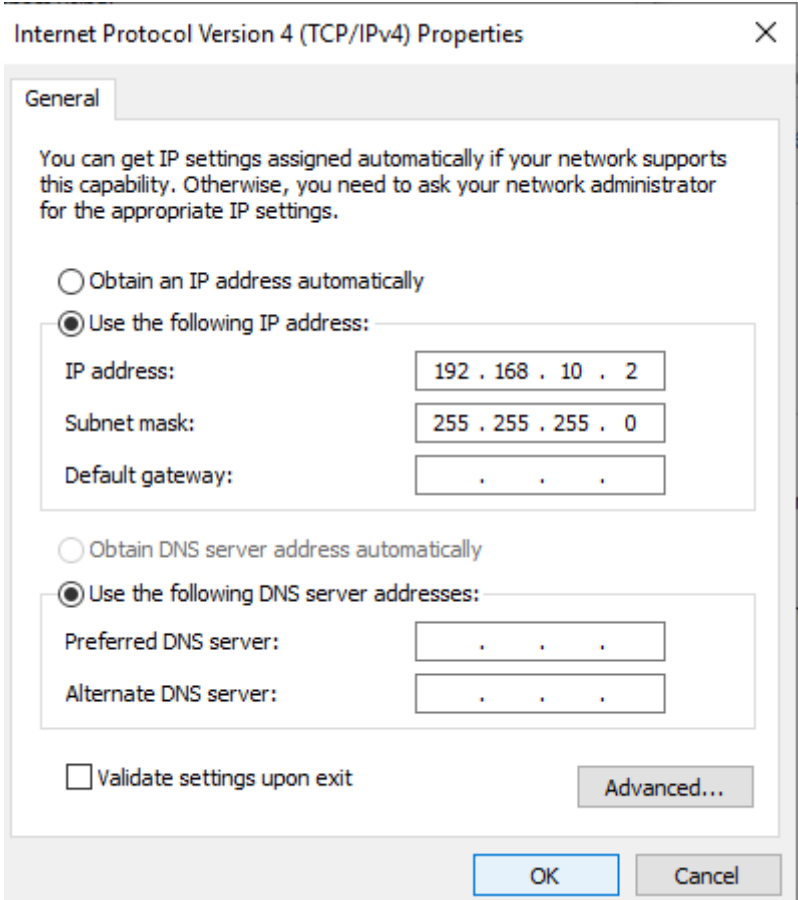 Internet Protocol Version 4 (TCP/IPv4) Properties
General
You can get IP settings assigned automatically if your network supports
this capability. Otherwise, you need to ask your network administrator
for the appropriate IP settings.
Obtain an IP address automatically
Use the following IP address:
IP address: 192 . 168 . 10 . 2
Subnet mask: 255 . 255 . 255 . 0
Default gateway: . . .
Obtain DNS server address automatically
Use the following DNS server addresses:
Preferred DNS server: . . .
Alternate DNS server: . . .
Validate settings upon exit
Advanced...
OK Cancel